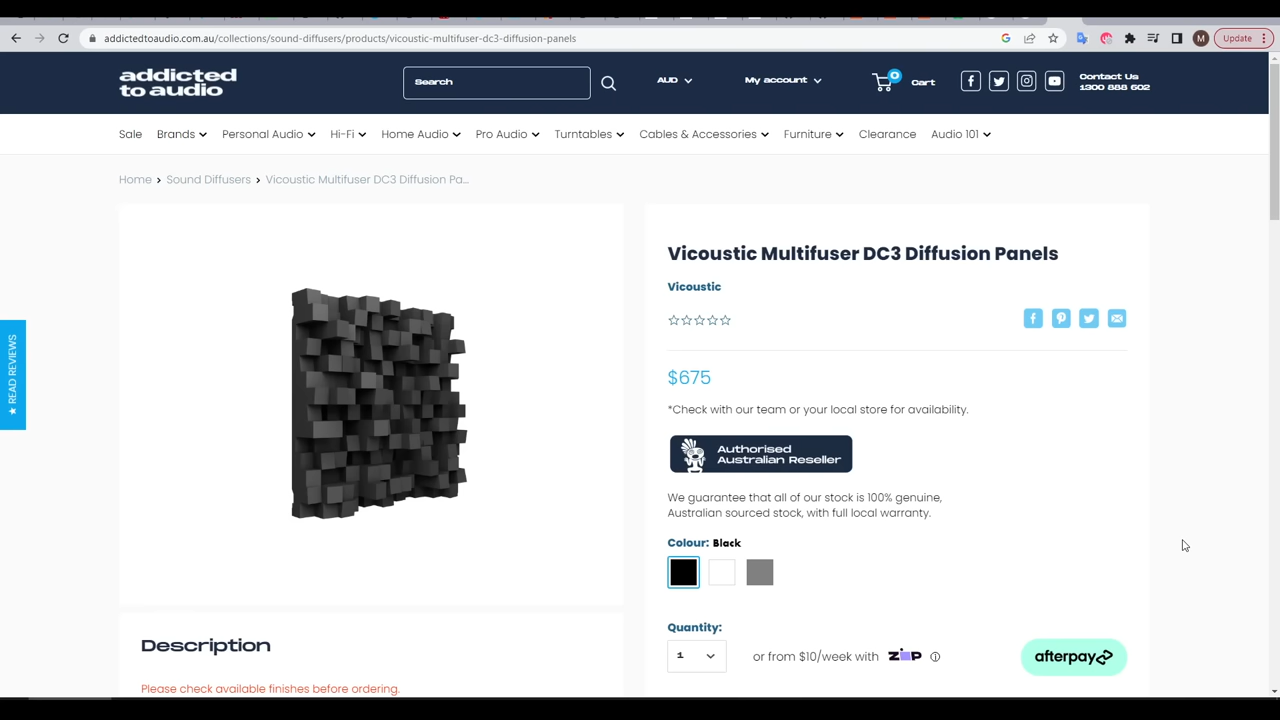 addictedtoaudio.com.au/collections/sound-diffusers/products/vicoustic-multifuser-dc3-diffusion-panels
M
Update
addicted
to audio
Search
AUD
My account
0
Cart
Contact Us
1300 888 602
Sale
Brands
Personal Audio
Hi-Fi
Home Audio
Pro Audio
Turntables
Cables & Accessories
Furniture
Clearance
Audio 101
Home
Sound Diffusers
Vicoustic Multifuser DC3 Diffusion Pa...
Vicoustic Multifuser DC3 Diffusion Panels
Vicoustic
$675
*Check with our team or your local store for availability.
Authorised
Australian Reseller
We guarantee that all of our stock is 100% genuine,
Australian sourced stock, with full local warranty.
Colour: Black
Quantity:
1
or from $10/week with ZIP
afterpay
★ READ REVIEWS
Description
Please check available finishes before ordering.